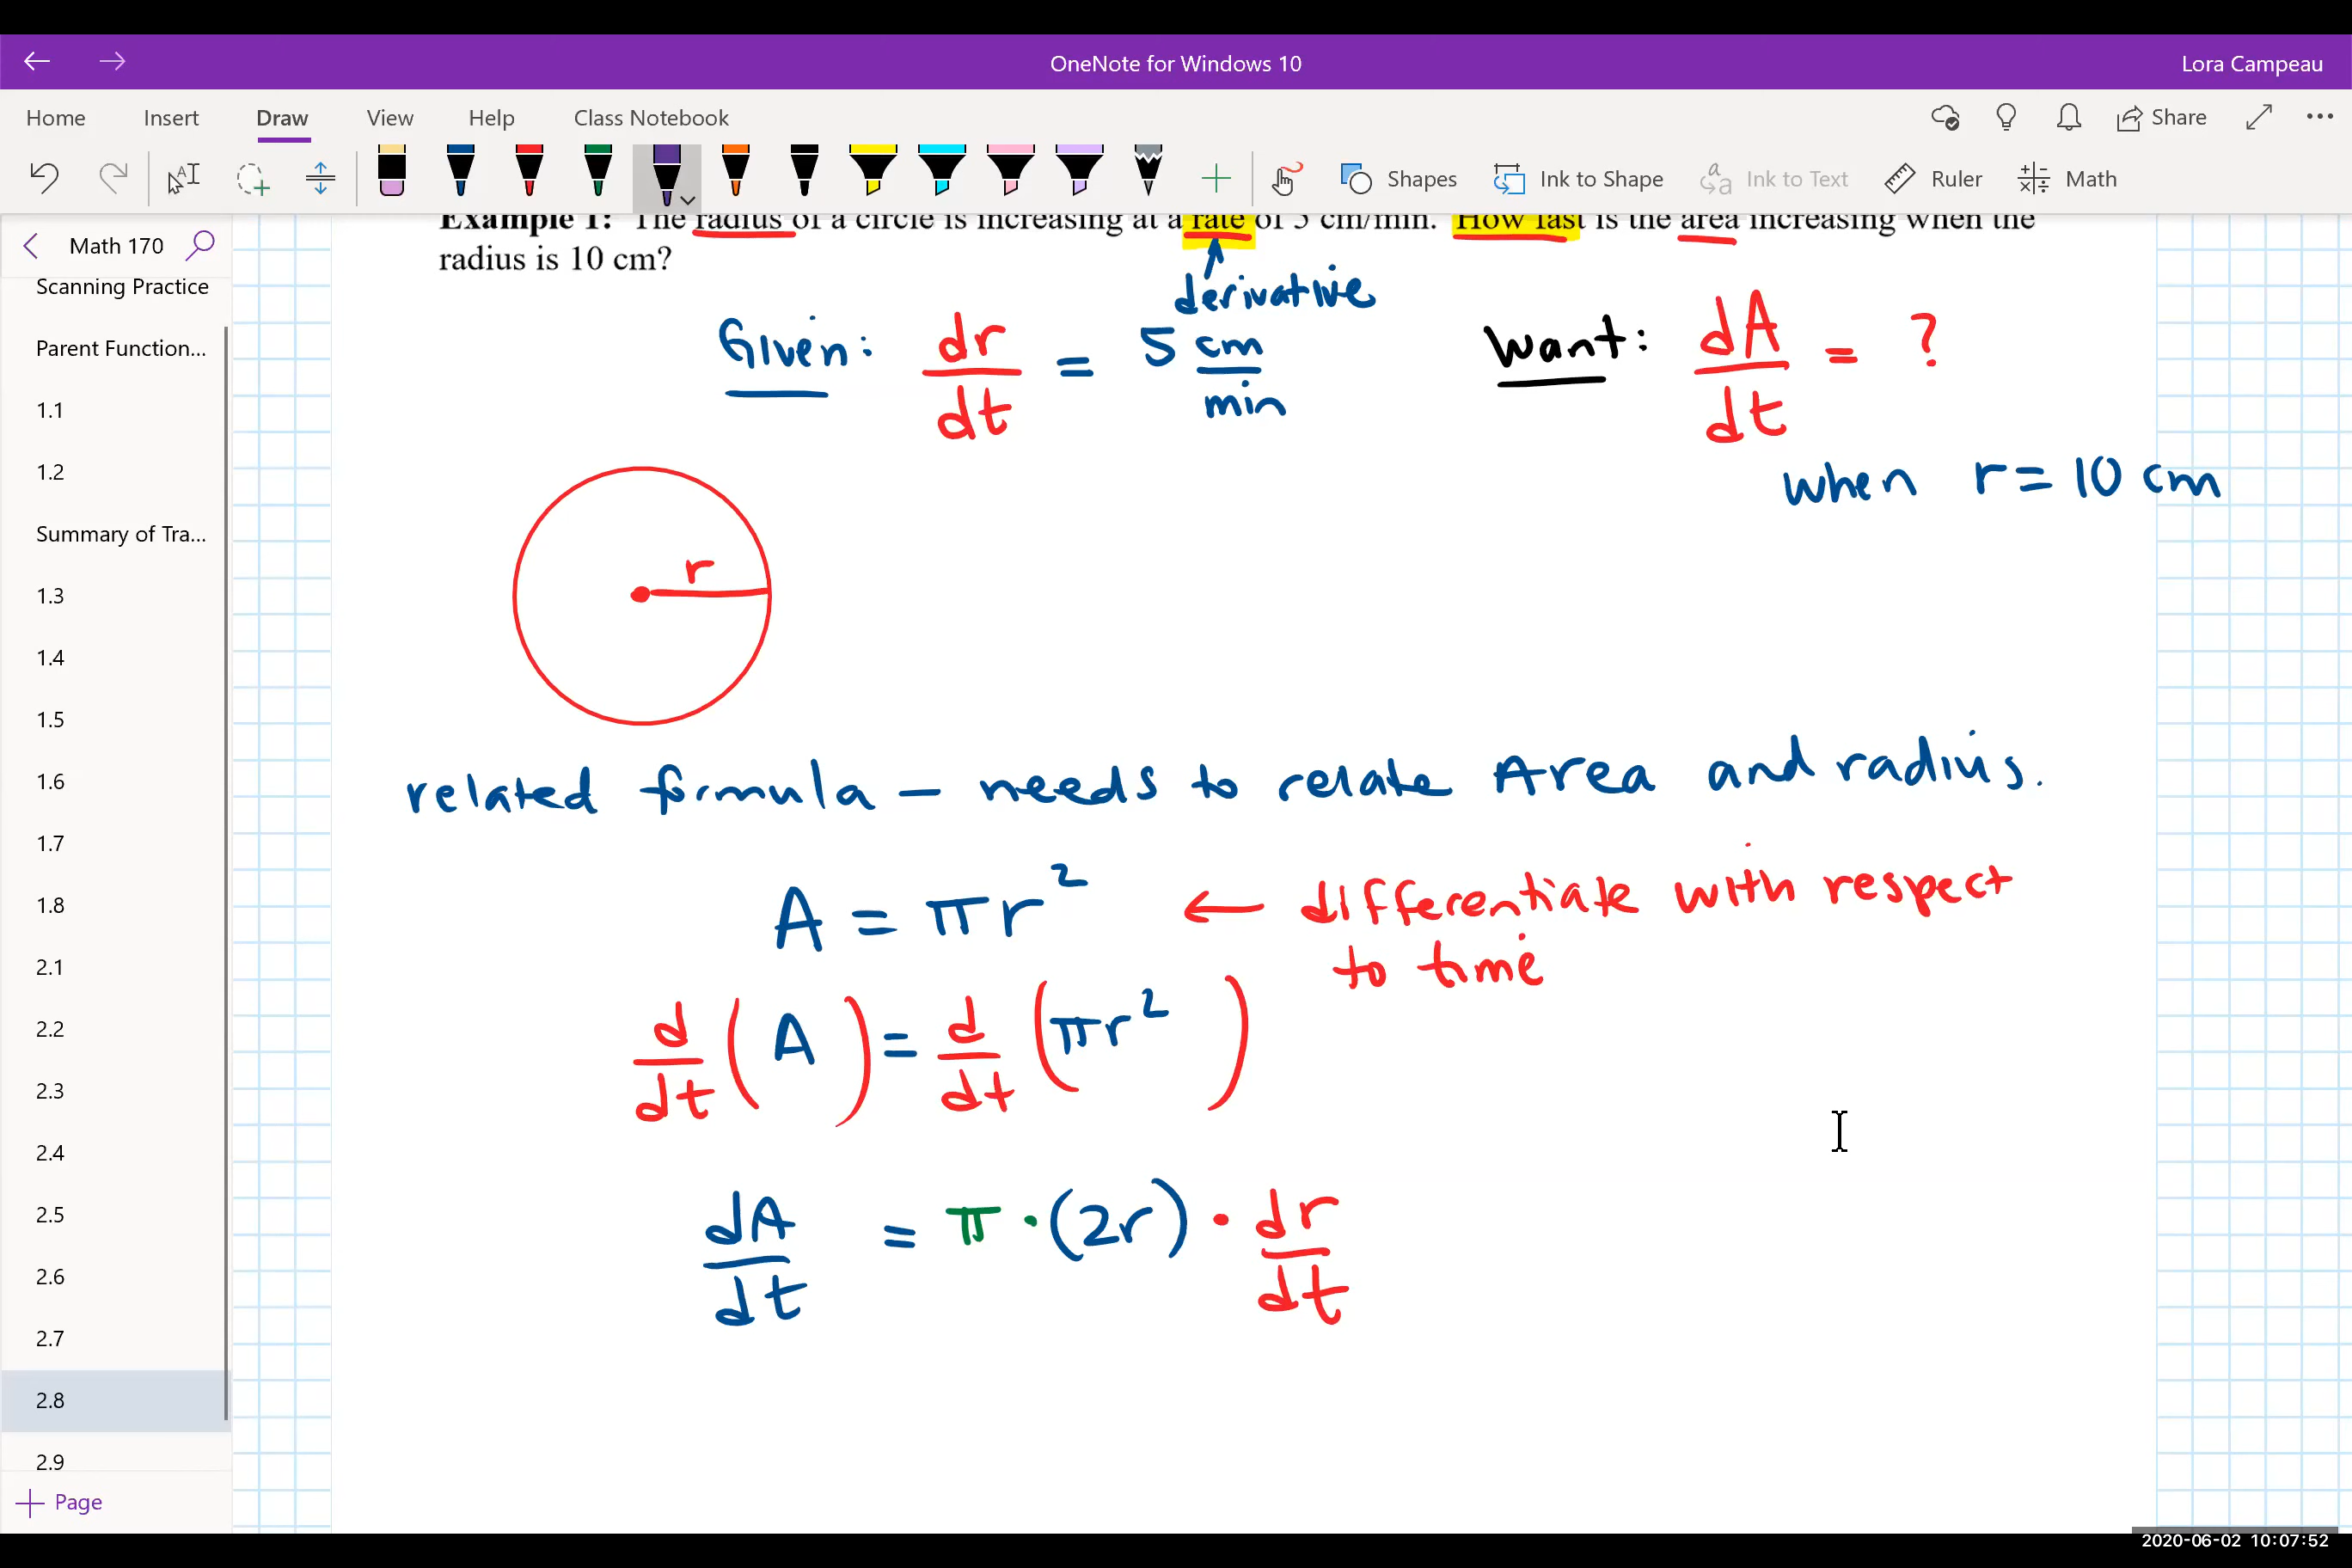 OneNote for Windows 10
Lora Campeau
Home Insert Draw View Help Class Notebook
Share
Shapes Ink to Shape Ink to Text Ruler Math
Math 170
Scanning Practice
Parent Function...
1.1
1.2
Summary of Tra...
1.3
1.4
1.5
1.6
1.7
1.8
2.1
2.2
2.3
2.4
2.5
2.6
2.7
2.8
2.9
Page
Example 1: The radius of a circle is increasing at a rate of 5 cm/min. How fast is the area increasing when the
radius is 10 cm?
derivative
Given: dr/dt = 5 cm/min
Want: dA/dt = ?
when r = 10 cm
r
related formula – needs to relate Area and radius.
A = πr² ← differentiate with respect
to time
d/dt (A) = d/dt (πr²)
dA/dt = π · (2r) · dr/dt
2020-06-02 10:07:52